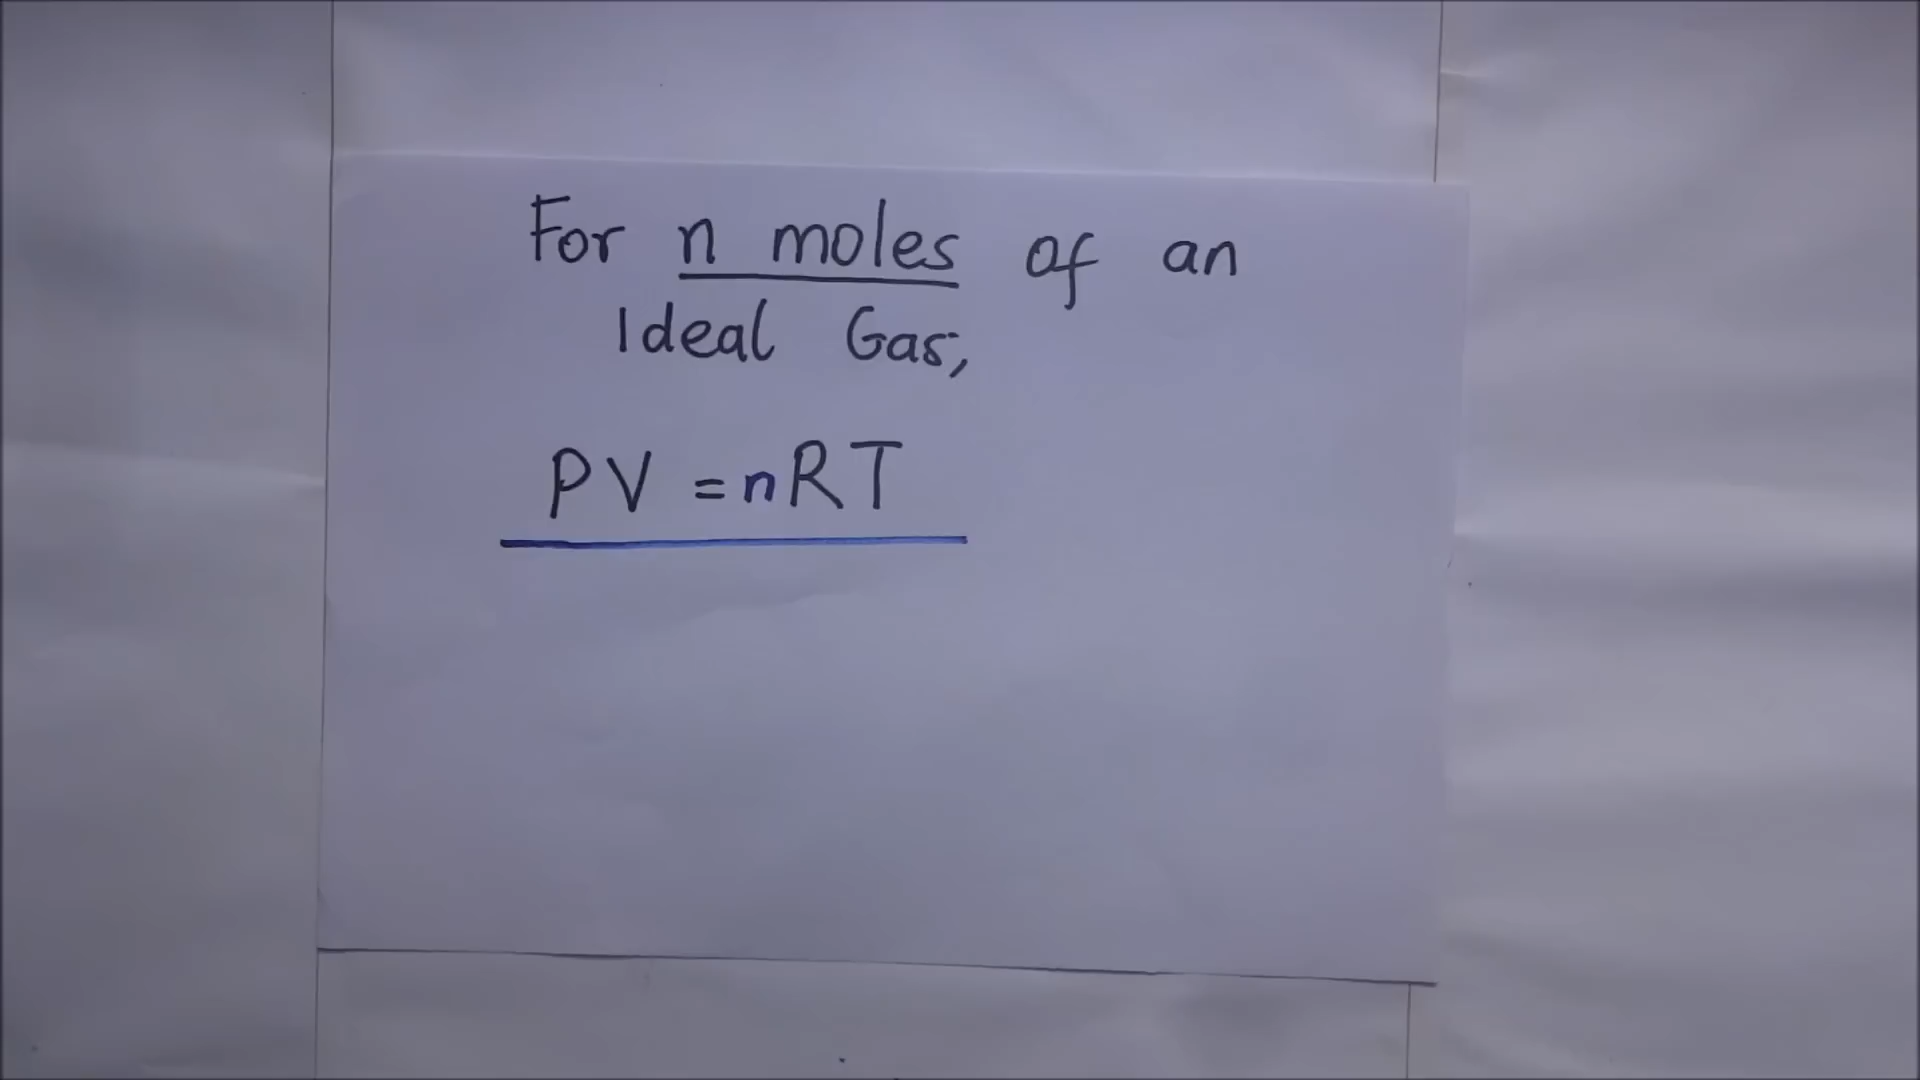 For n moles of an
Ideal Gas,
PV = nRT